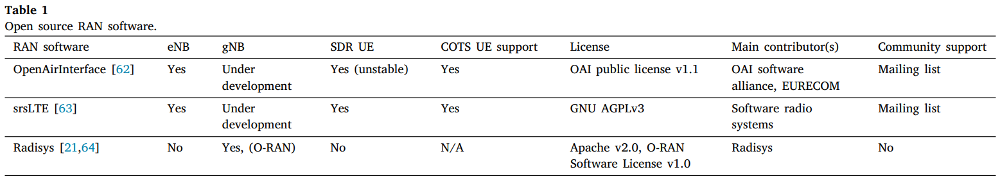 Table 1
Open source RAN software.
RAN software eNB gNB SDR UE COTS UE support License Main contributor(s) Community support
OpenAirInterface [62] Yes Under development Yes (unstable) Yes OAI public license v1.1 OAI software alliance, EURECOM Mailing list
srsLTE [63] Yes Under development Yes Yes GNU AGPLv3 Software radio systems Mailing list
Radisys [21,64] No Yes, (O-RAN) No N/A Apache v2.0, O-RAN Software License v1.0 Radisys No